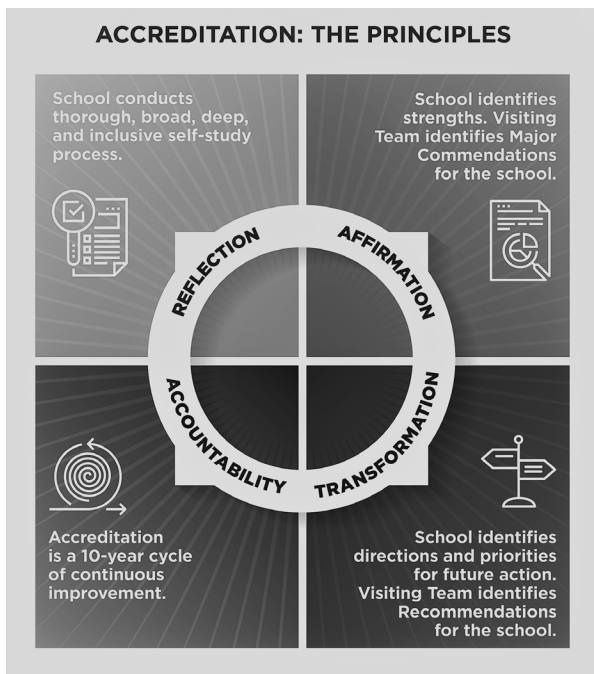 ACCREDITATION: THE PRINCIPLES
School conducts
thorough, broad, deep,
and inclusive self-study
process.
School identifies
strengths. Visiting
Team identifies Major
Commendations
for the school.
REFLECTION
AFFIRMATION
ACCOUNTABILITY
TRANSFORMATION
Accreditation
is a 10-year cycle
of continuous
improvement.
School identifies
directions and priorities
for future action.
Visiting Team identifies
Recommendations
for the school.